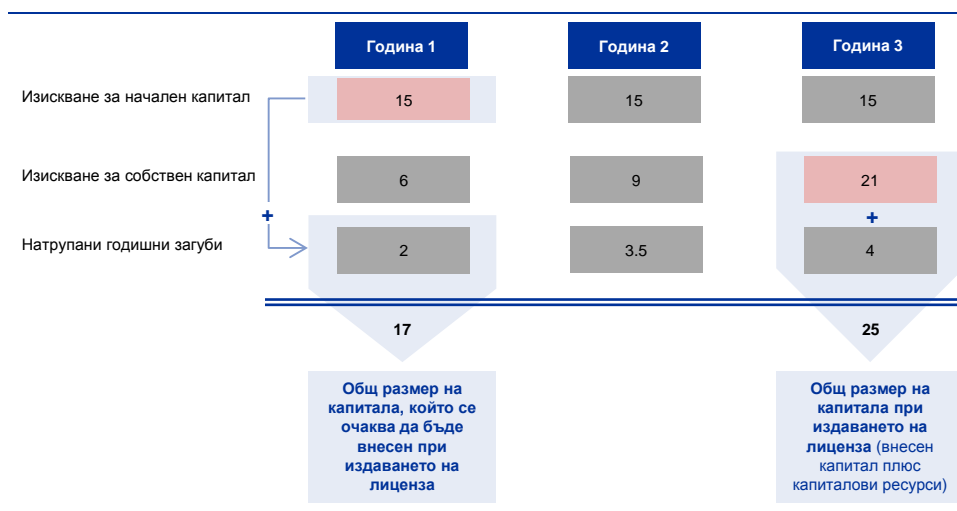 Година 1
Година 2
Година 3
Изискване за начален капитал
15
15
15
Изискване за собствен капитал
6
9
21
+
+
Натрупани годишни загуби
2
3.5
4
17
25
Общ размер на
капитала, който се
очаква да бъде
внесен при
издаването на
лиценза
Общ размер на
капитала при
издаването на
лиценза (внесен
капитал плюс
капиталови ресурси)